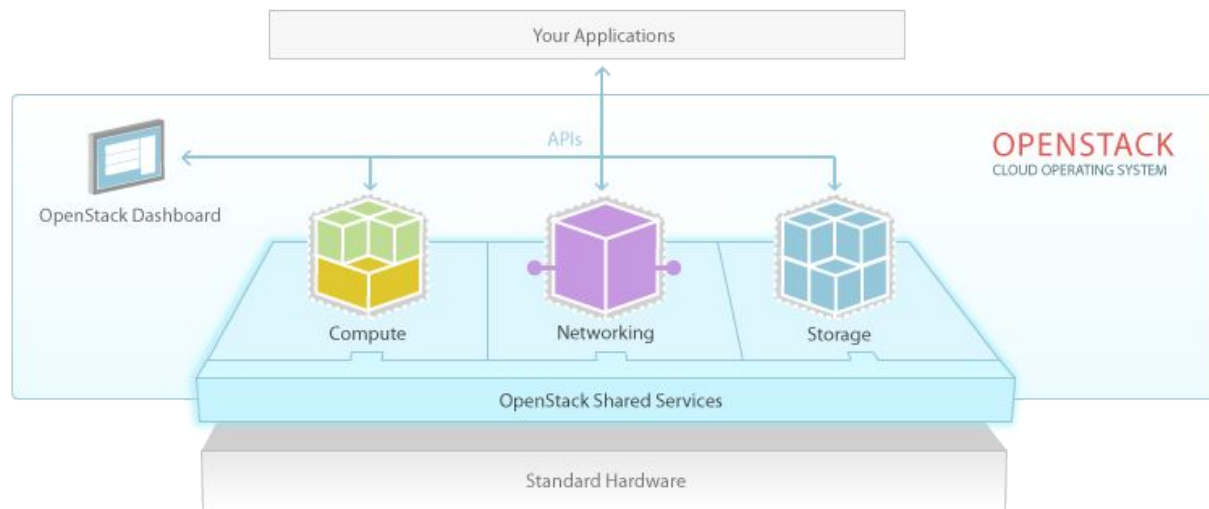 Your Applications
APIs
OPENSTACK
CLOUD OPERATING SYSTEM
OpenStack Dashboard
Compute
Networking
Storage
OpenStack Shared Services
Standard Hardware